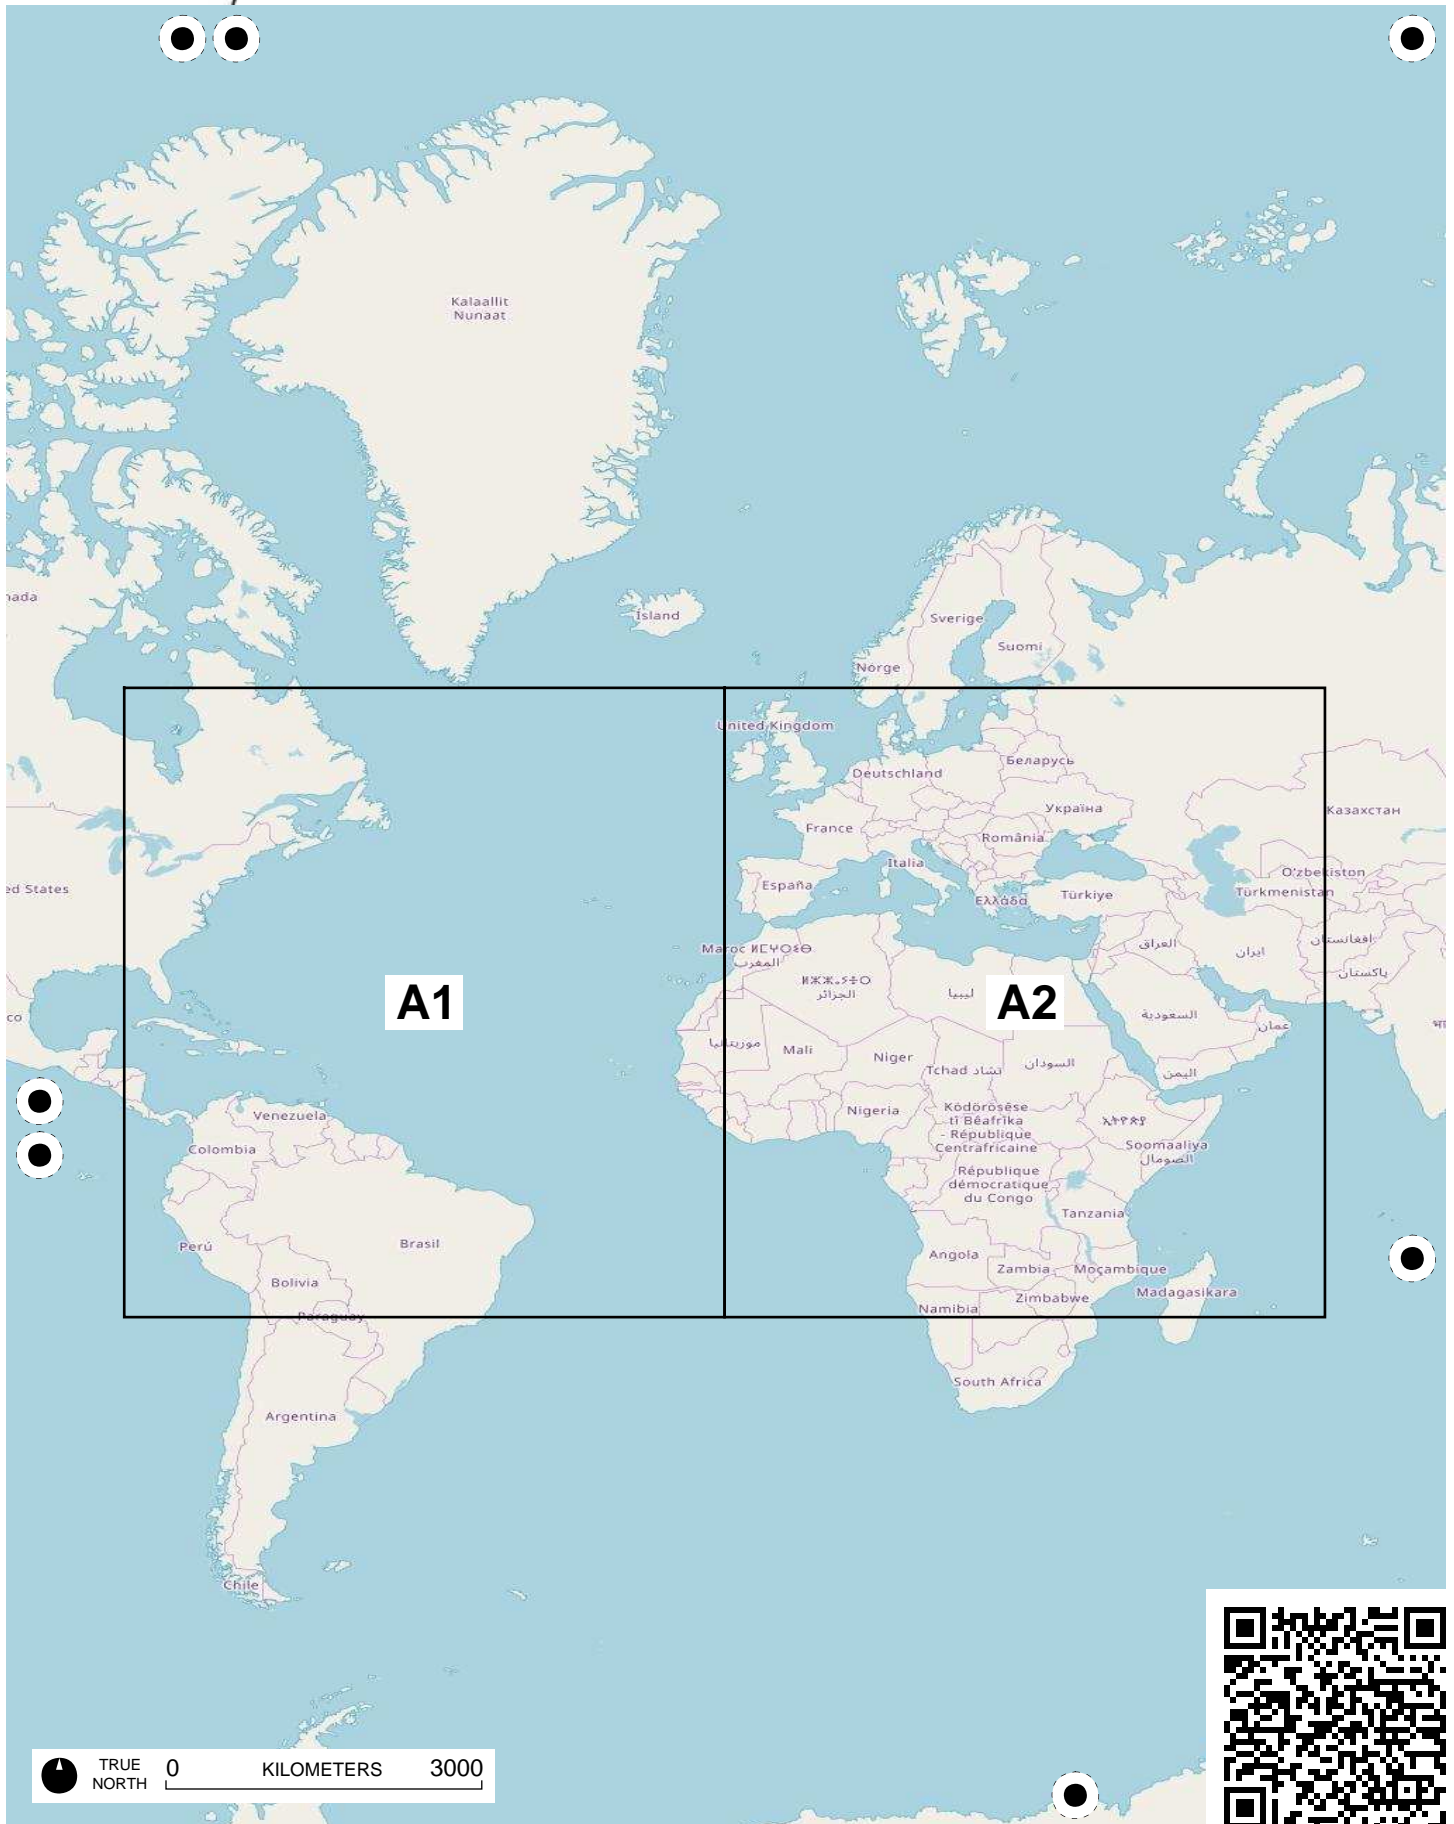 Kalaallit
Nunaat
nada
Ísland
Sverige
Suomi
Norge
United Kingdom
Беларусь
Deutschland
Україна
Казахстан
France
România
Italia
O'zbekiston
ed States
España
Ελλάδα
Türkiye
Türkmenistan
Maroc ⵍⵎⵖⵔⵉⴱ
المغرب
العراق
ایران
افغانستان
پاکستان
ⵍⵣⵣⴰⵢⴻⵔ
الجزائر
ليبيا
A1
A2
السعودية
عمان
co
موريتانيا
Mali
Niger
Tchad تشاد
السودان
اليمن
Venezuela
Nigeria
Ködörösêse
tî Bêafrîka
- République
Centrafricaine
ኢትዮጵያ
Colombia
Soomaaliya
الصومال
République
démocratique
du Congo
Tanzania
Perú
Brasil
Angola
Zambia
Moçambique
Bolivia
Zimbabwe
Madagasikara
Paraguay
Namibia
South Africa
Argentina
Chile
TRUE
NORTH
0 KILOMETERS 3000